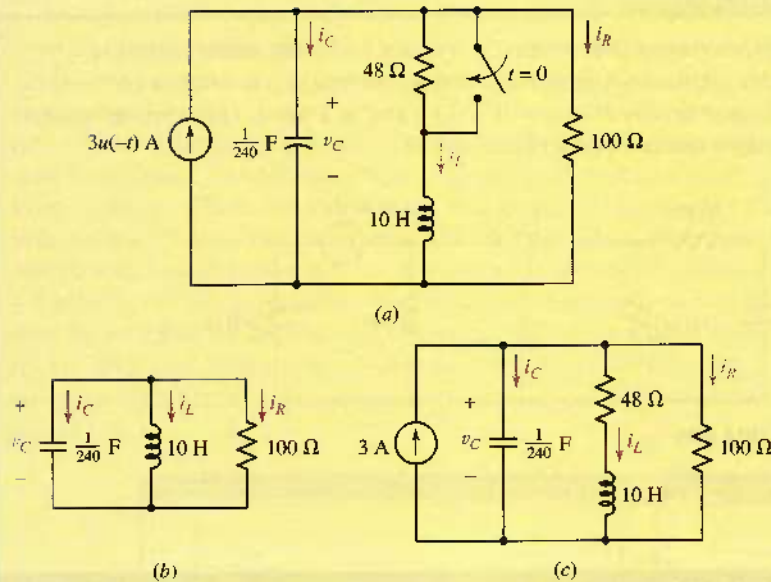 i_C
i_R
48 Ω
t = 0
+
3u(–t) A
1/240 F
v_C
100 Ω
–
i_L
10 H
(a)
+
i_C
i_L
i_R
v_C
1/240 F
10 H
100 Ω
–
(b)
i_C
i_R
+
48 Ω
3 A
v_C
1/240 F
i_L
100 Ω
–
10 H
(c)